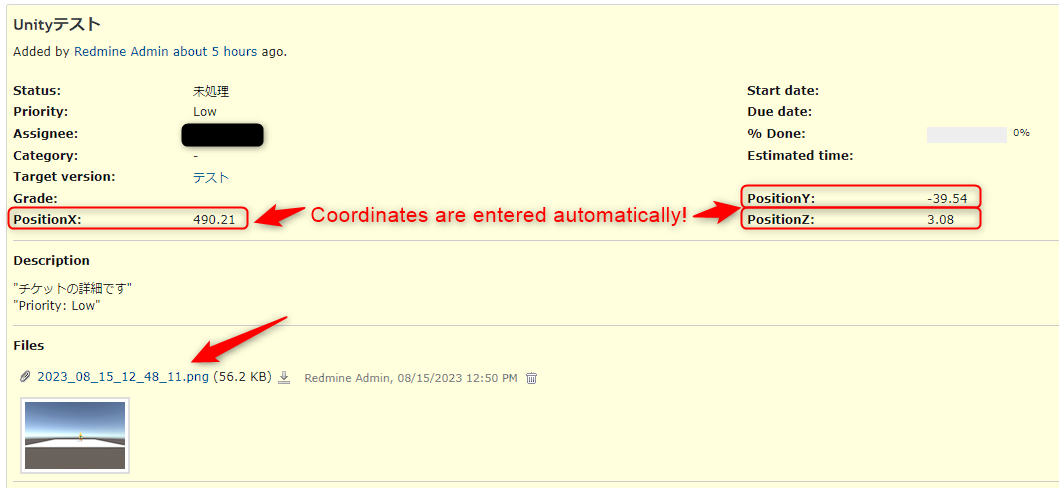 Unityテスト
Added by Redmine Admin about 5 hours ago.
Status: 未処理 Start date:
Priority: Low Due date:
Assignee: % Done: 0%
Category: - Estimated time:
Target version: テスト
Grade: PositionY: -39.54
PositionX: 490.21 Coordinates are entered automatically! PositionZ: 3.08
Description
"チケットの詳細です"
"Priority: Low"
Files
2023_08_15_12_48_11.png (56.2 KB) Redmine Admin, 08/15/2023 12:50 PM